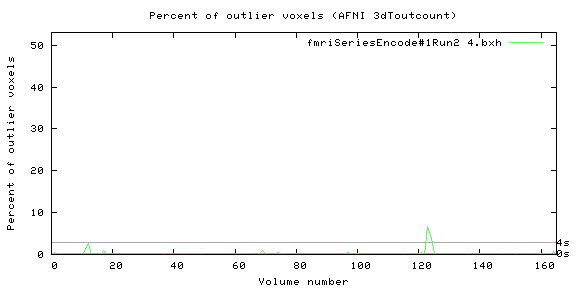 Percent of outlier voxels (AFNI 3dToutcount)
fmriSeriesEncode#1Run2 4.bxh
Percent of outlier voxels
50
40
30
20
10
0
4s
0s
0 20 40 60 80 100 120 140 160
Volume number